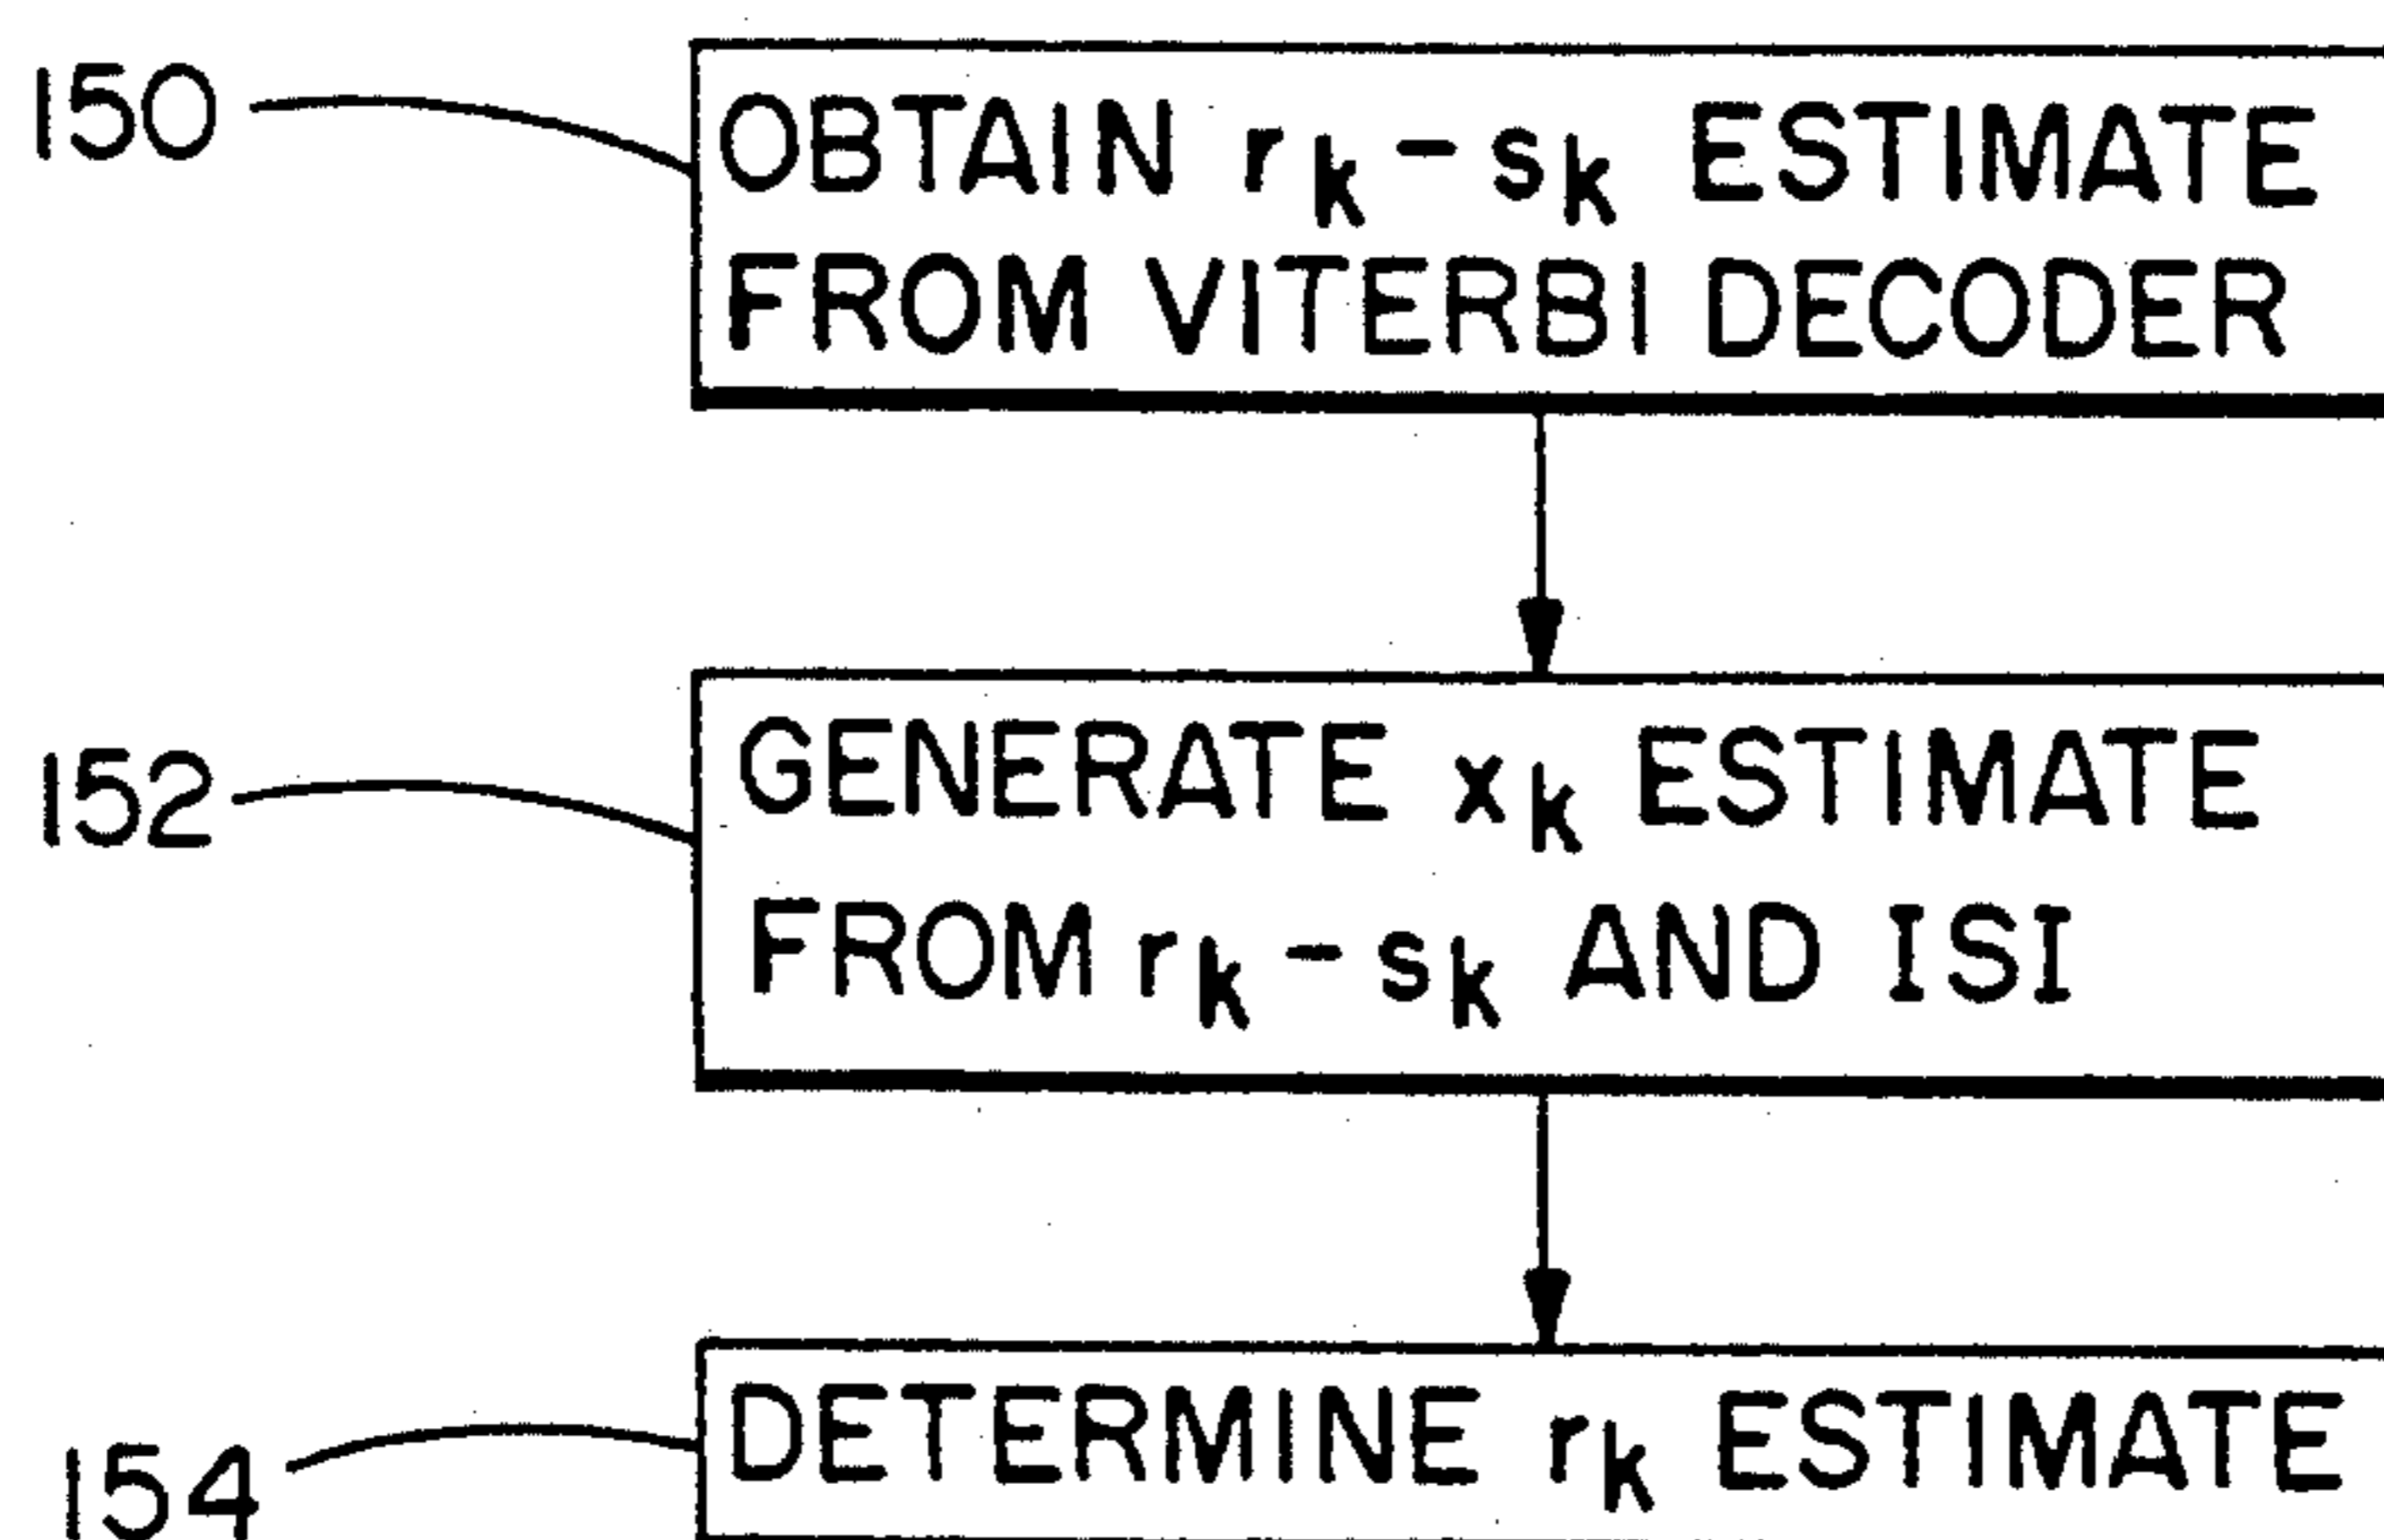 150
OBTAIN rk-sk ESTIMATE
FROM VITERBI DECODER
152
GENERATE xk ESTIMATE
FROM rk-sk AND ISI
154
DETERMINE rk ESTIMATE